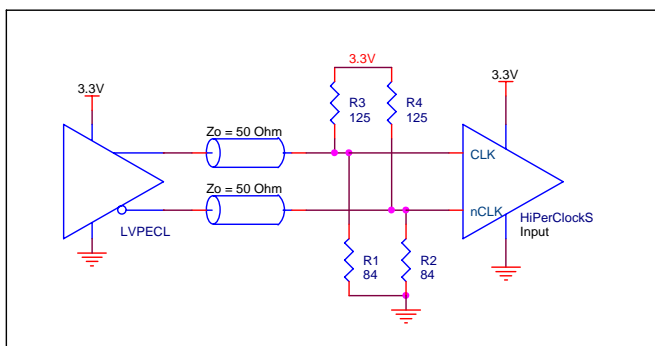 3.3V
3.3V
3.3V
R3
125
R4
125
Zo = 50 Ohm
CLK
Zo = 50 Ohm
nCLK
LVPECL
HiPerClockS
Input
R1
84
R2
84